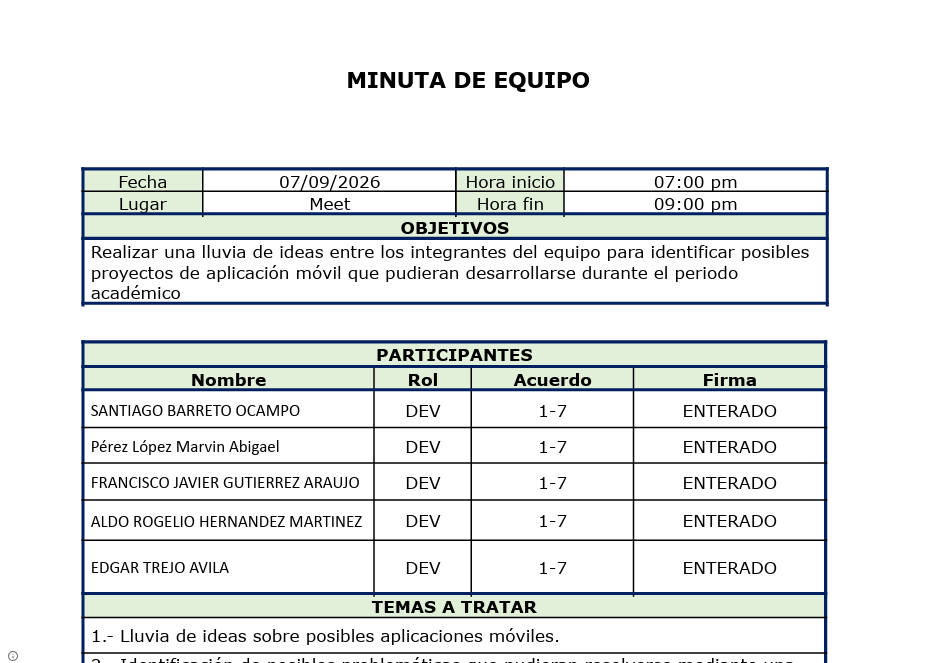 MINUTA DE EQUIPO
Fecha 07/09/2026 Hora inicio 07:00 pm
Lugar Meet Hora fin 09:00 pm
OBJETIVOS
Realizar una lluvia de ideas entre los integrantes del equipo para identificar posibles
proyectos de aplicación móvil que pudieran desarrollarse durante el periodo
académico
PARTICIPANTES
Nombre Rol Acuerdo Firma
SANTIAGO BARRETO OCAMPO DEV 1-7 ENTERADO
Pérez López Marvin Abigael DEV 1-7 ENTERADO
FRANCISCO JAVIER GUTIERREZ ARAUJO DEV 1-7 ENTERADO
ALDO ROGELIO HERNANDEZ MARTINEZ DEV 1-7 ENTERADO
EDGAR TREJO AVILA DEV 1-7 ENTERADO
TEMAS A TRATAR
1.- Lluvia de ideas sobre posibles aplicaciones móviles.
2.- Identificación de posibles problemáticas que pudieran resolverse mediante una